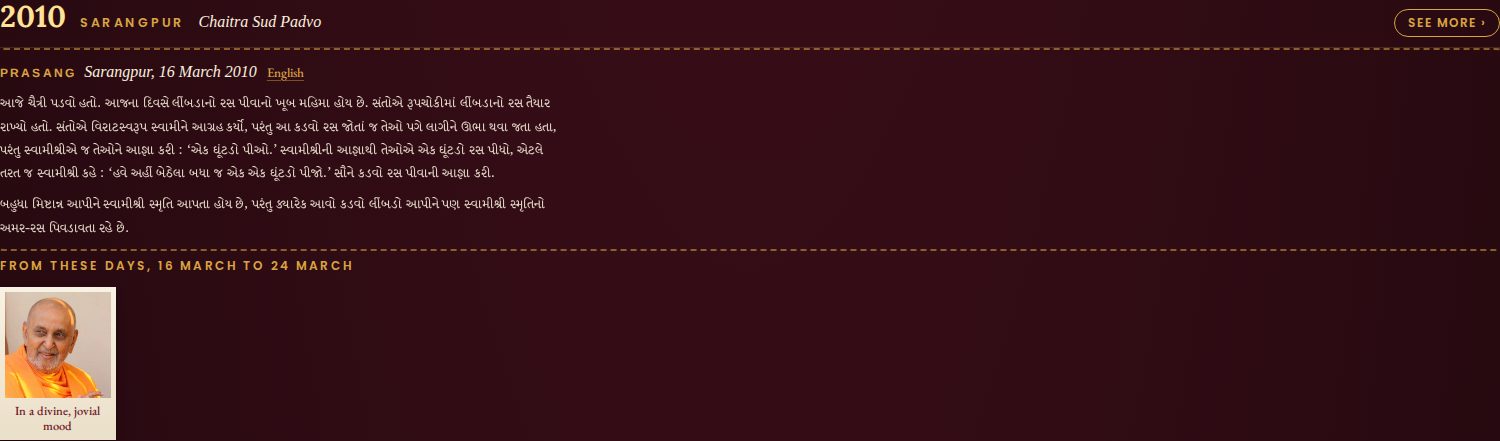 2010 SARANGPUR Chaitra Sud Padvo SEE MORE ›
PRASANG Sarangpur, 16 March 2010 English
આજે ચૈત્રી પડવો હતો. આજના દિવસે લીંબડાનો રસ પીવાનો ખૂબ મહિમા હોય છે. સંતોએ રૂપચોકીમાં લીંબડાનો રસ તૈયાર
રાખ્યો હતો. સંતોએ વિરાટસ્વરૂપ સ્વામીને આગ્રહ કર્યો, પરંતુ આ કડવો રસ જોતાં જ તેઓ પગે લાગીને ઊભા થવા જતા હતા,
પરંતુ સ્વામીશ્રીએ જ તેઓને આજ્ઞા કરી : ‘એક ઘૂંટડો પીઓ.’ સ્વામીશ્રીની આજ્ઞાથી તેઓએ એક ઘૂંટડો રસ પીધો, એટલે
તરત જ સ્વામીશ્રી કહે : ‘હવે અહીં બેઠેલા બધા જ એક એક ઘૂંટડો પીજો.’ સૌને કડવો રસ પીવાની આજ્ઞા કરી.
બહુધા મિષ્ટાન્ન આપીને સ્વામીશ્રી સ્મૃતિ આપતા હોય છે, પરંતુ ક્યારેક આવો કડવો લીંબડો આપીને પણ સ્વામીશ્રી સ્મૃતિનો
અમર-રસ પિવડાવતા રહે છે.
FROM THESE DAYS, 16 MARCH TO 24 MARCH
In a divine, jovial
mood